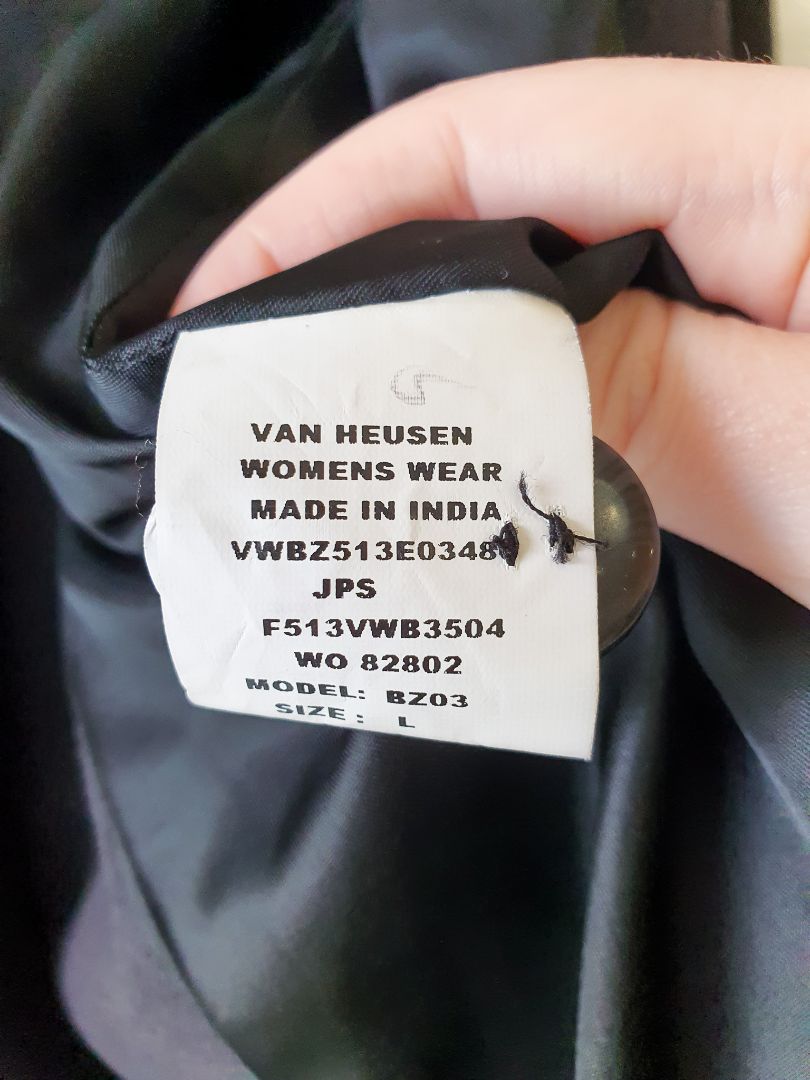 VAN HEUSEN
WOMENS WEAR
MADE IN INDIA
VWBZ513E0348
JPS
F513VWB3504
WO 82802
MODEL: BZ03
SIZE : L